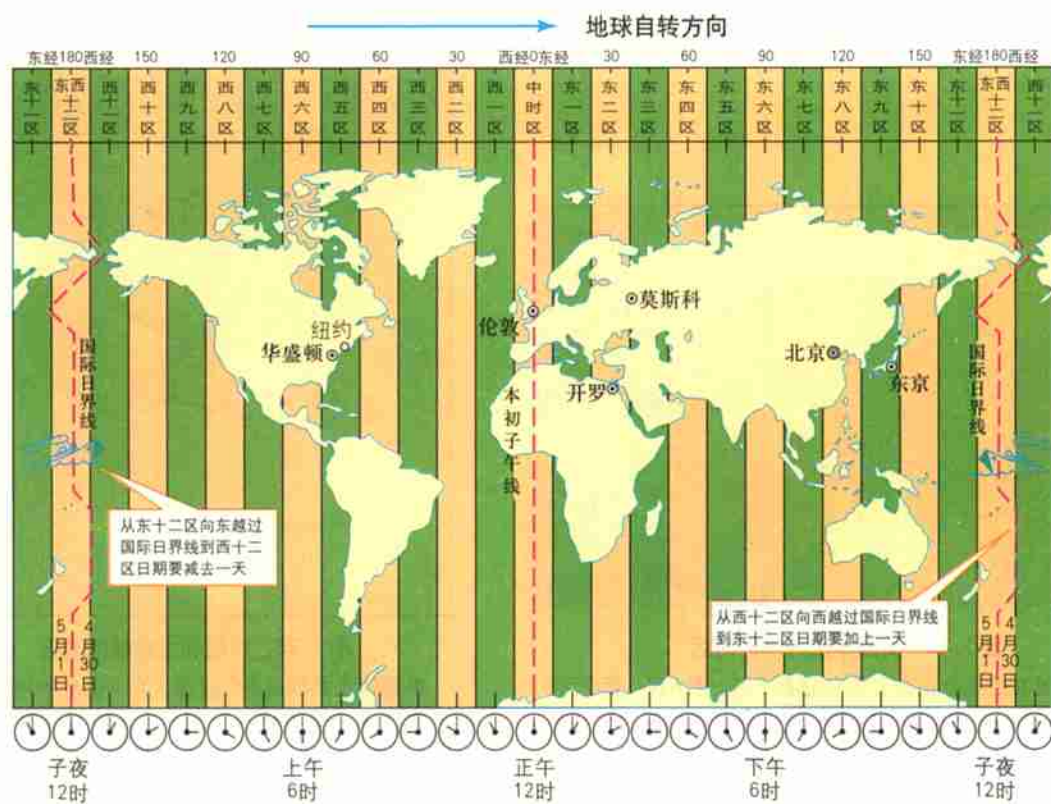 地球自转方向
东经180西经 150 120 90 60 30 西经0东经 30 60 90 120 150 东经180西经
东十一区
东西十二区
西十一区
西十区
西九区
西八区
西七区
西六区
西五区
西四区
西三区
西二区
西一区
中时区
东一区
东二区
东三区
东四区
东五区
东六区
东七区
东八区
东九区
东十区
东十一区
东西十二区
西十一区
莫斯科
伦敦
纽约
华盛顿
北京
东京
开罗
国际日界线
本初子午线
国际日界线
从东十二区向东越过
国际日界线到西十二
区日期要减去一天
从西十二区向西越过国际日界线
到东十二区日期要加上一天
5月1日
4月30日
5月1日
4月30日
子夜 上午 正午 下午 子夜
12时 6时 12时 6时 12时